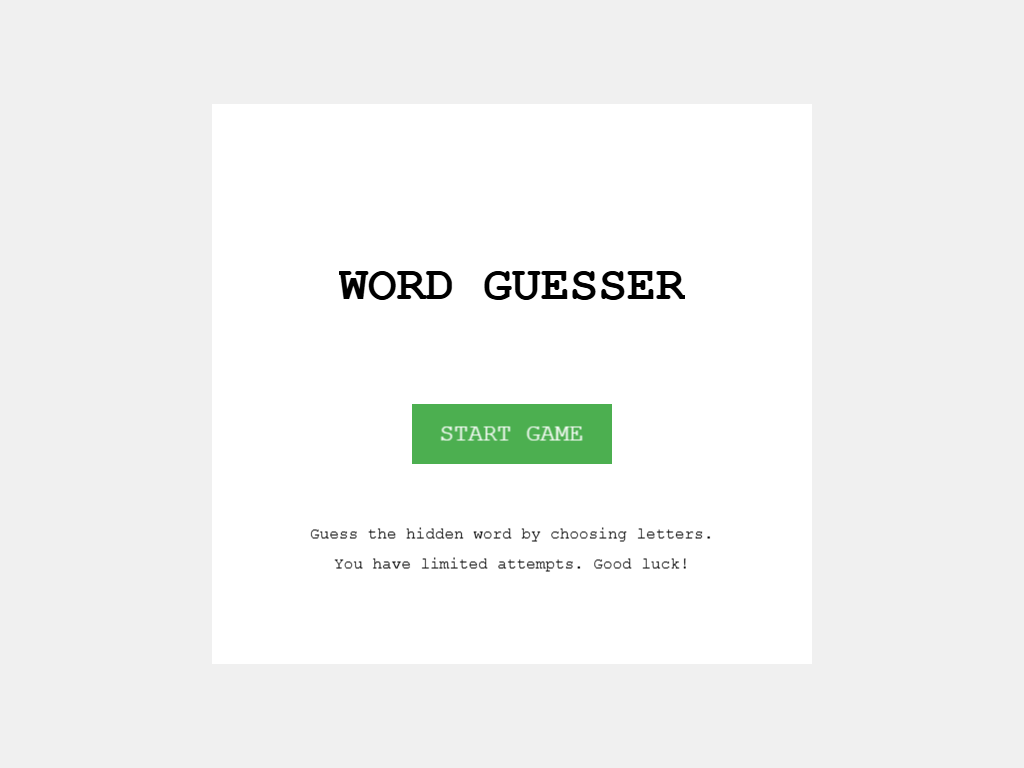 WORD GUESSER
START GAME
Guess the hidden word by choosing letters.
You have limited attempts. Good luck!